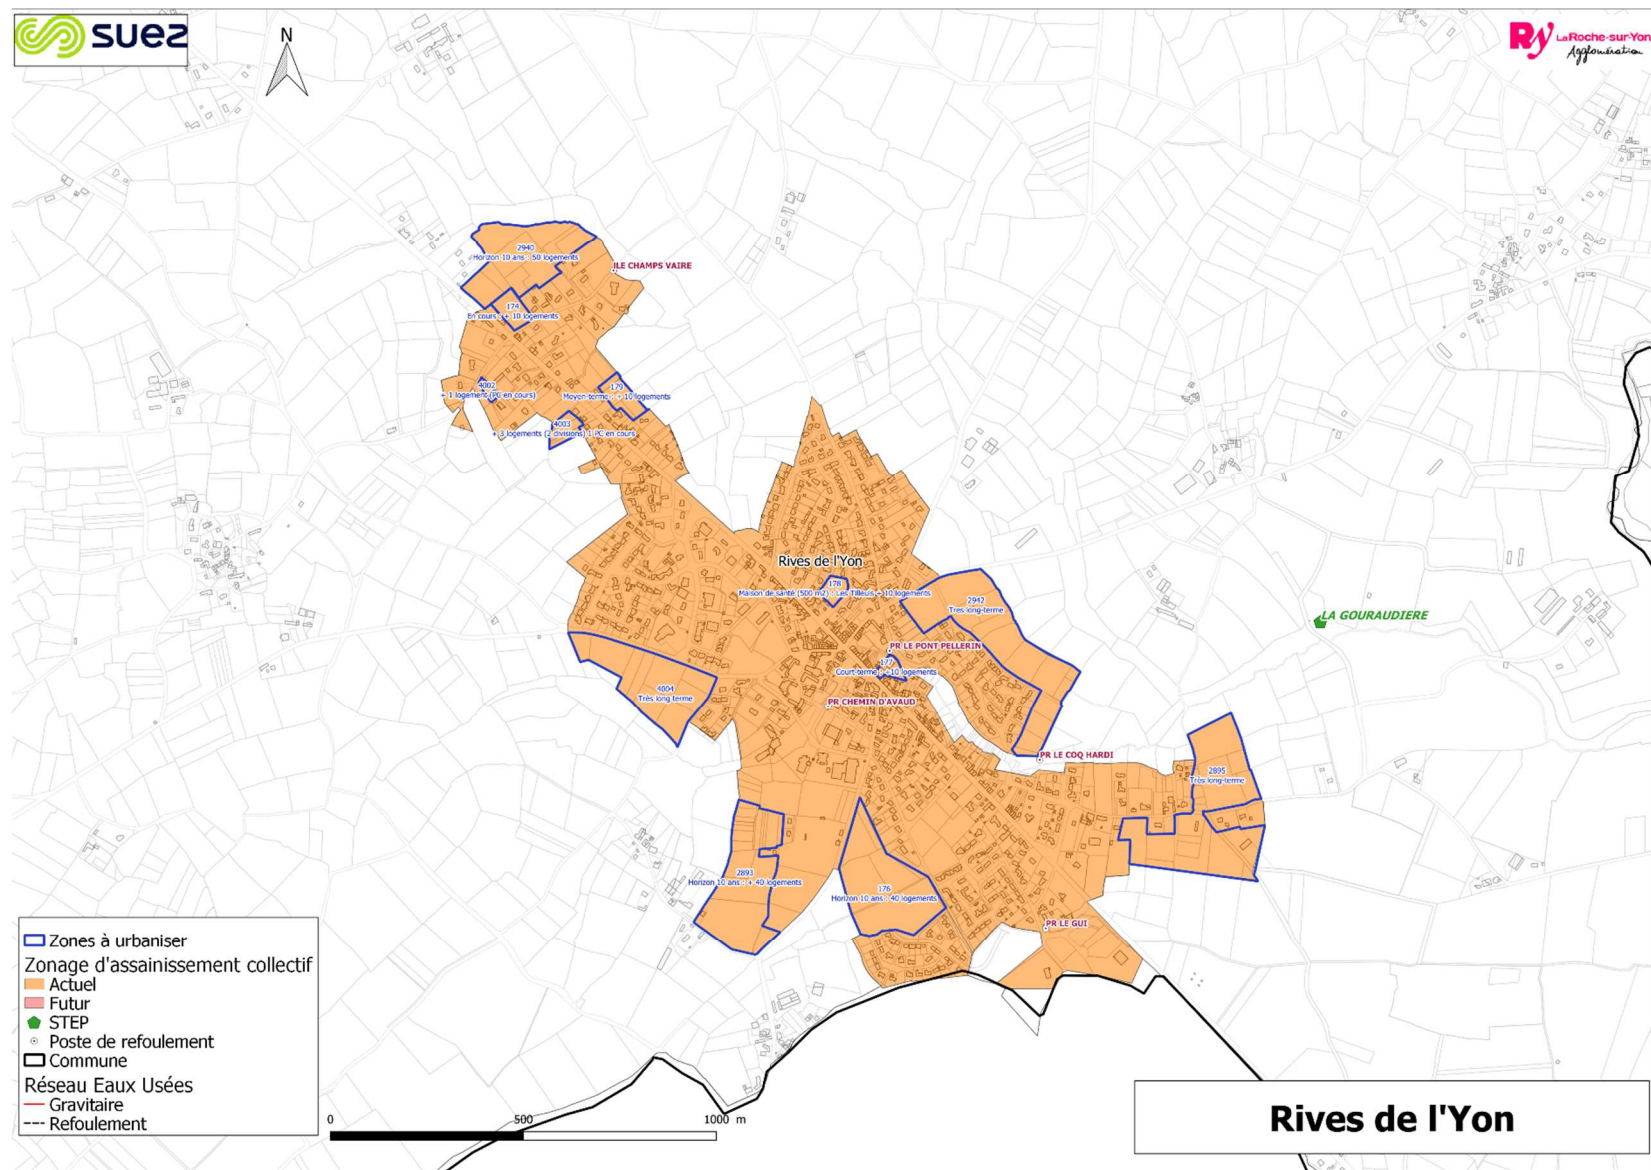 suez
N
Ry La Roche-sur-Yon
Agglomération
2940
Horizon 10 ans : 50 logements
ILE CHAMPS VAIRE
174
En cours : + 10 logements
4002
+ 1 logement (PC en cours)
179
Moyen-terme : + 10 logements
4003
+ 3 logements (2 divisions) 1 PC en cours
Rives de l'Yon
178
Maison de santé (500 m2) : Les Tilleuls + 10 logements
2942
Très long-terme
LA GOURAUDIERE
PR LE PONT PELLERIN
177
Court-terme : +10 logements
4004
Très long terme
PR CHEMIN D'AVAUD
PR LE COQ HARDI
2895
Très long-terme
2893
Horizon 10 ans : + 40 logements
176
Horizon 10 ans : 40 logements
PR LE GUI
Zones à urbaniser
Zonage d'assainissement collectif
Actuel
Futur
STEP
Poste de refoulement
Commune
Réseau Eaux Usées
Gravitaire
Refoulement
0 500 1000 m
Rives de l'Yon